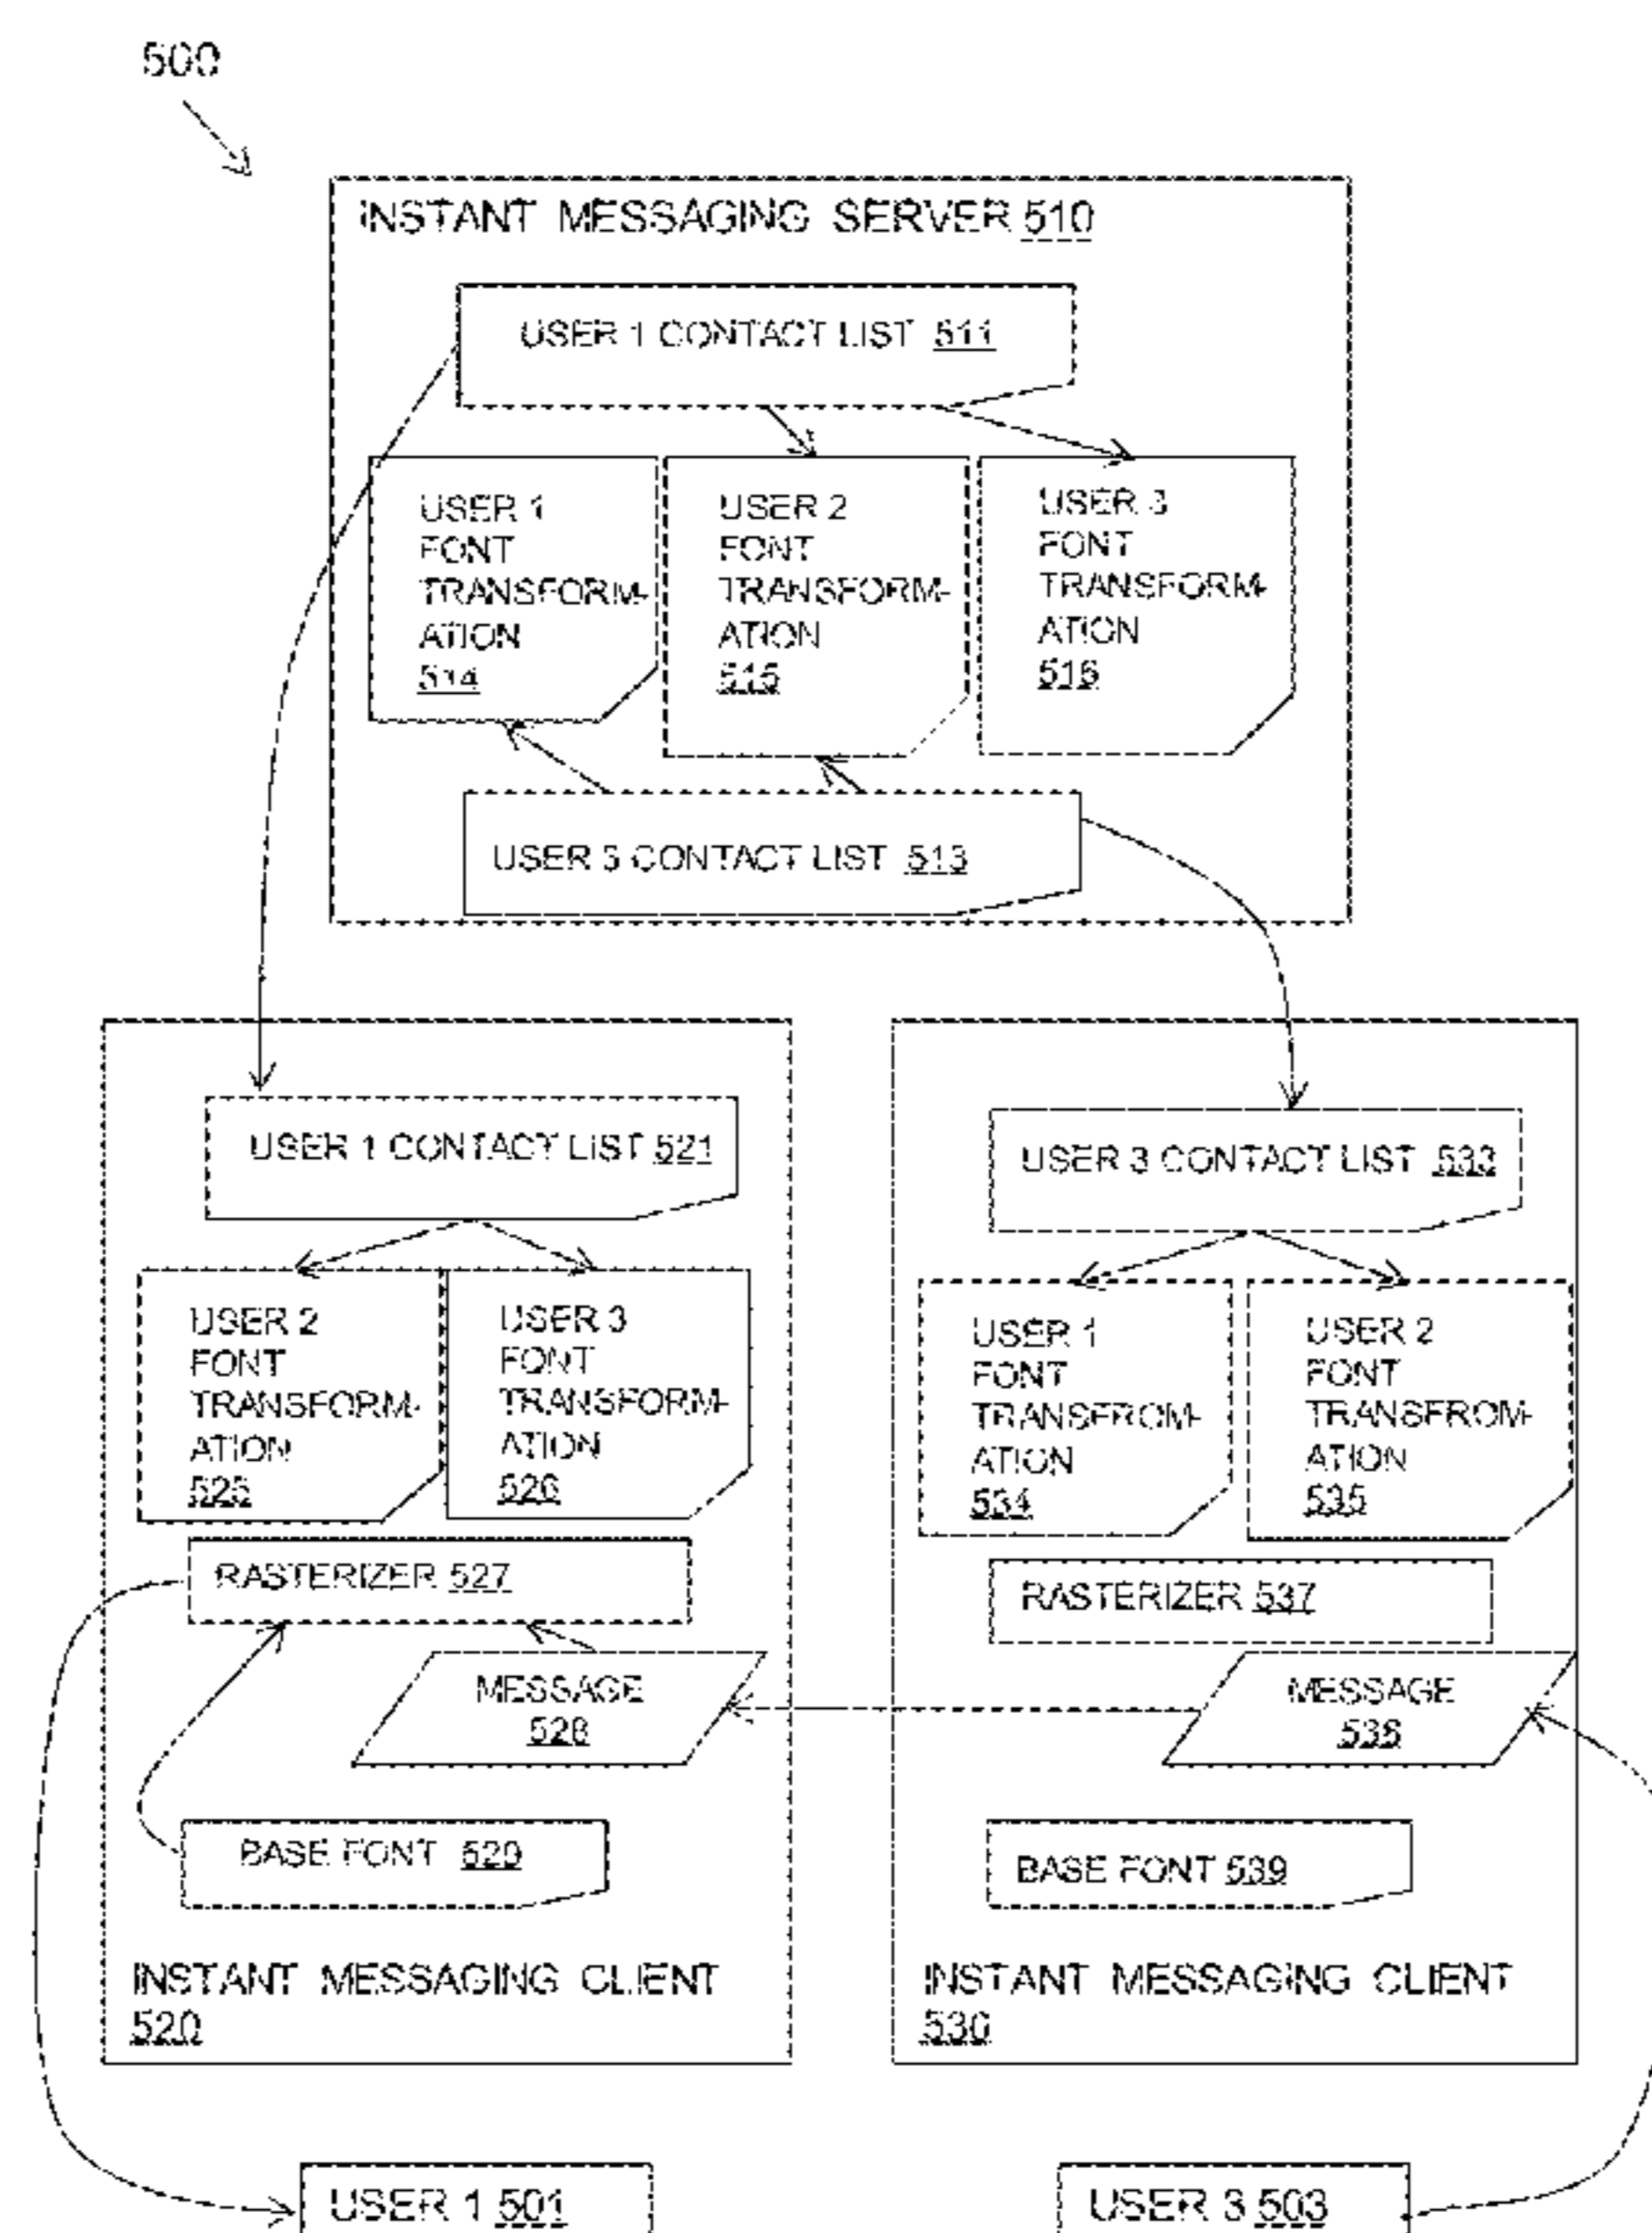 500
INSTANT MESSAGING SERVER 510
USER 1 CONTACT LIST 511
USER 1
FONT
TRANSFORM-
ATION
514
USER 2
FONT
TRANSFORM-
ATION
515
USER 3
FONT
TRANSFORM-
ATION
516
USER 3 CONTACT LIST 513
USER 1 CONTACT LIST 521
USER 2
FONT
TRANSFORM-
ATION
525
USER 3
FONT
TRANSFORM-
ATION
526
RASTERIZER 527
MESSAGE
528
BASE FONT 529
INSTANT MESSAGING CLIENT
520
USER 3 CONTACT LIST 533
USER 1
FONT
TRANSFROM-
ATION
534
USER 2
FONT
TRANSFROM-
ATION
535
RASTERIZER 537
MESSAGE
538
BASE FONT 539
INSTANT MESSAGING CLIENT
530
USER 1 501
USER 3 503